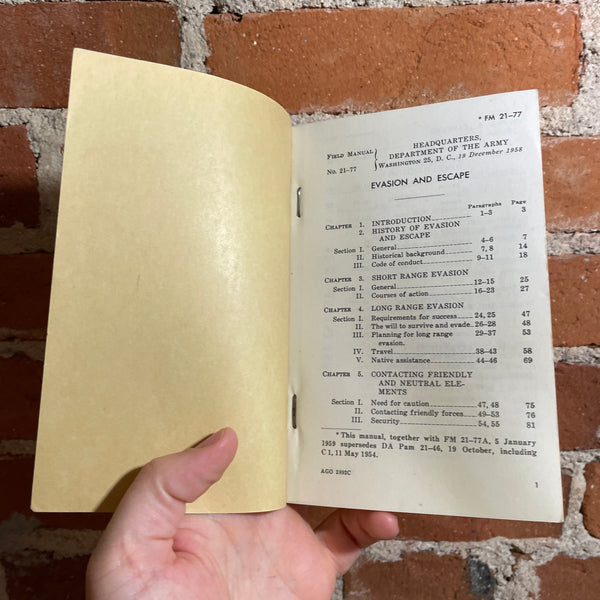 * FM 21–77
FIELD MANUAL
No. 21–77
HEADQUARTERS,
DEPARTMENT OF THE ARMY
WASHINGTON 25, D. C., 19 December 1958
EVASION AND ESCAPE
Paragraphs Page
CHAPTER 1. INTRODUCTION 1–3 3
2. HISTORY OF EVASION
AND ESCAPE
Section I. General 4–6 7
II. Historical background 7, 8 14
III. Code of conduct 9–11 18
CHAPTER 3. SHORT RANGE EVASION
Section I. General 12–15 25
II. Courses of action 16–23 27
CHAPTER 4. LONG RANGE EVASION
Section I. Requirements for success 24, 25 47
II. The will to survive and evade 26–28 48
III. Planning for long range 29–37 53
evasion.
IV. Travel 38–43 58
V. Native assistance 44–46 69
CHAPTER 5. CONTACTING FRIENDLY
AND NEUTRAL ELE-
MENTS
Section I. Need for caution 47, 48 75
II. Contacting friendly forces 49–53 76
III. Security 54, 55 81
* This manual, together with FM 21–77A, 5 January
1959 supersedes DA Pam 21–46, 19 October, including
C 1, 11 May 1954.
AGO 2892C
1